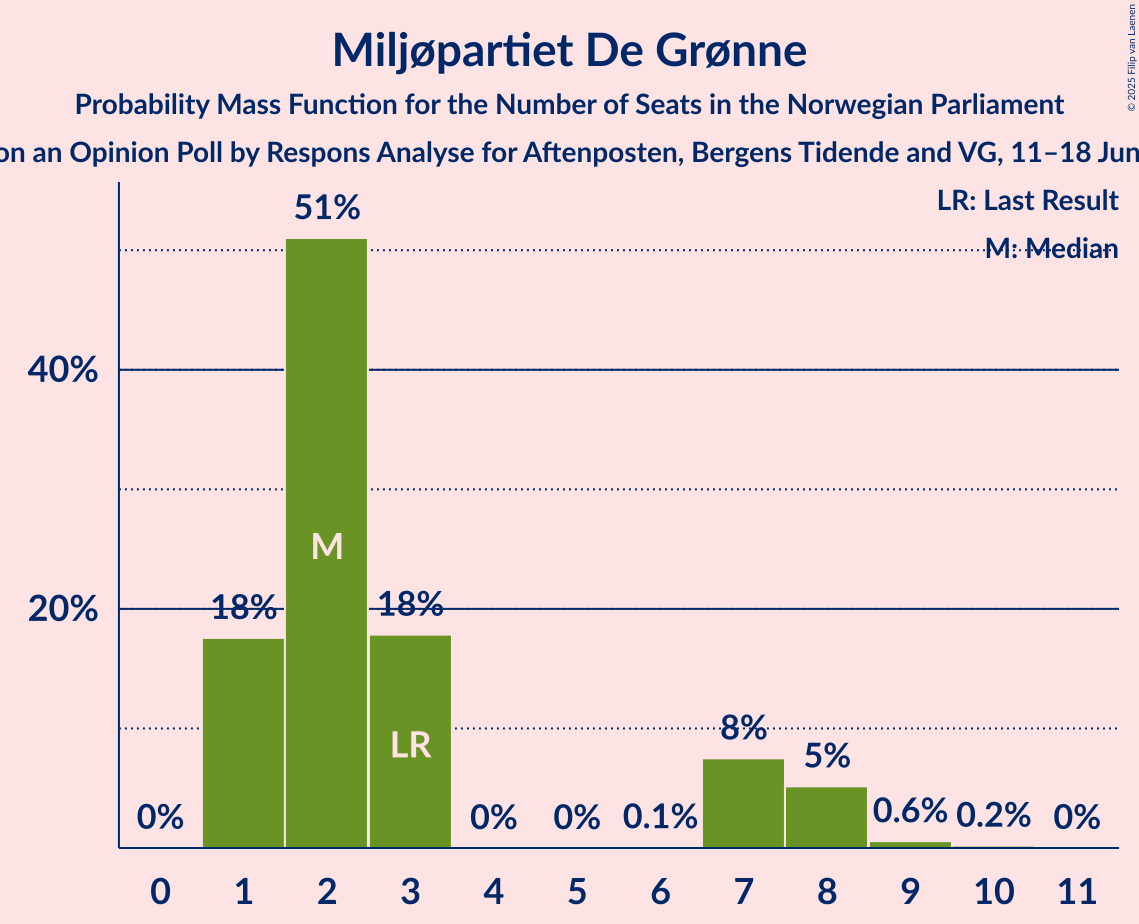 Miljøpartiet De Grønne
Probability Mass Function for the Number of Seats in the Norwegian Parliament
on an Opinion Poll by Respons Analyse for Aftenposten, Bergens Tidende and VG, 11–18 Jun
© 2025 Filip van Laenen
LR: Last Result
M: Median
51%
40%
M
20%
18%
18%
LR
8%
5%
0%
0%
0%
0.1%
0.6%
0.2%
0%
0 1 2 3 4 5 6 7 8 9 10 11